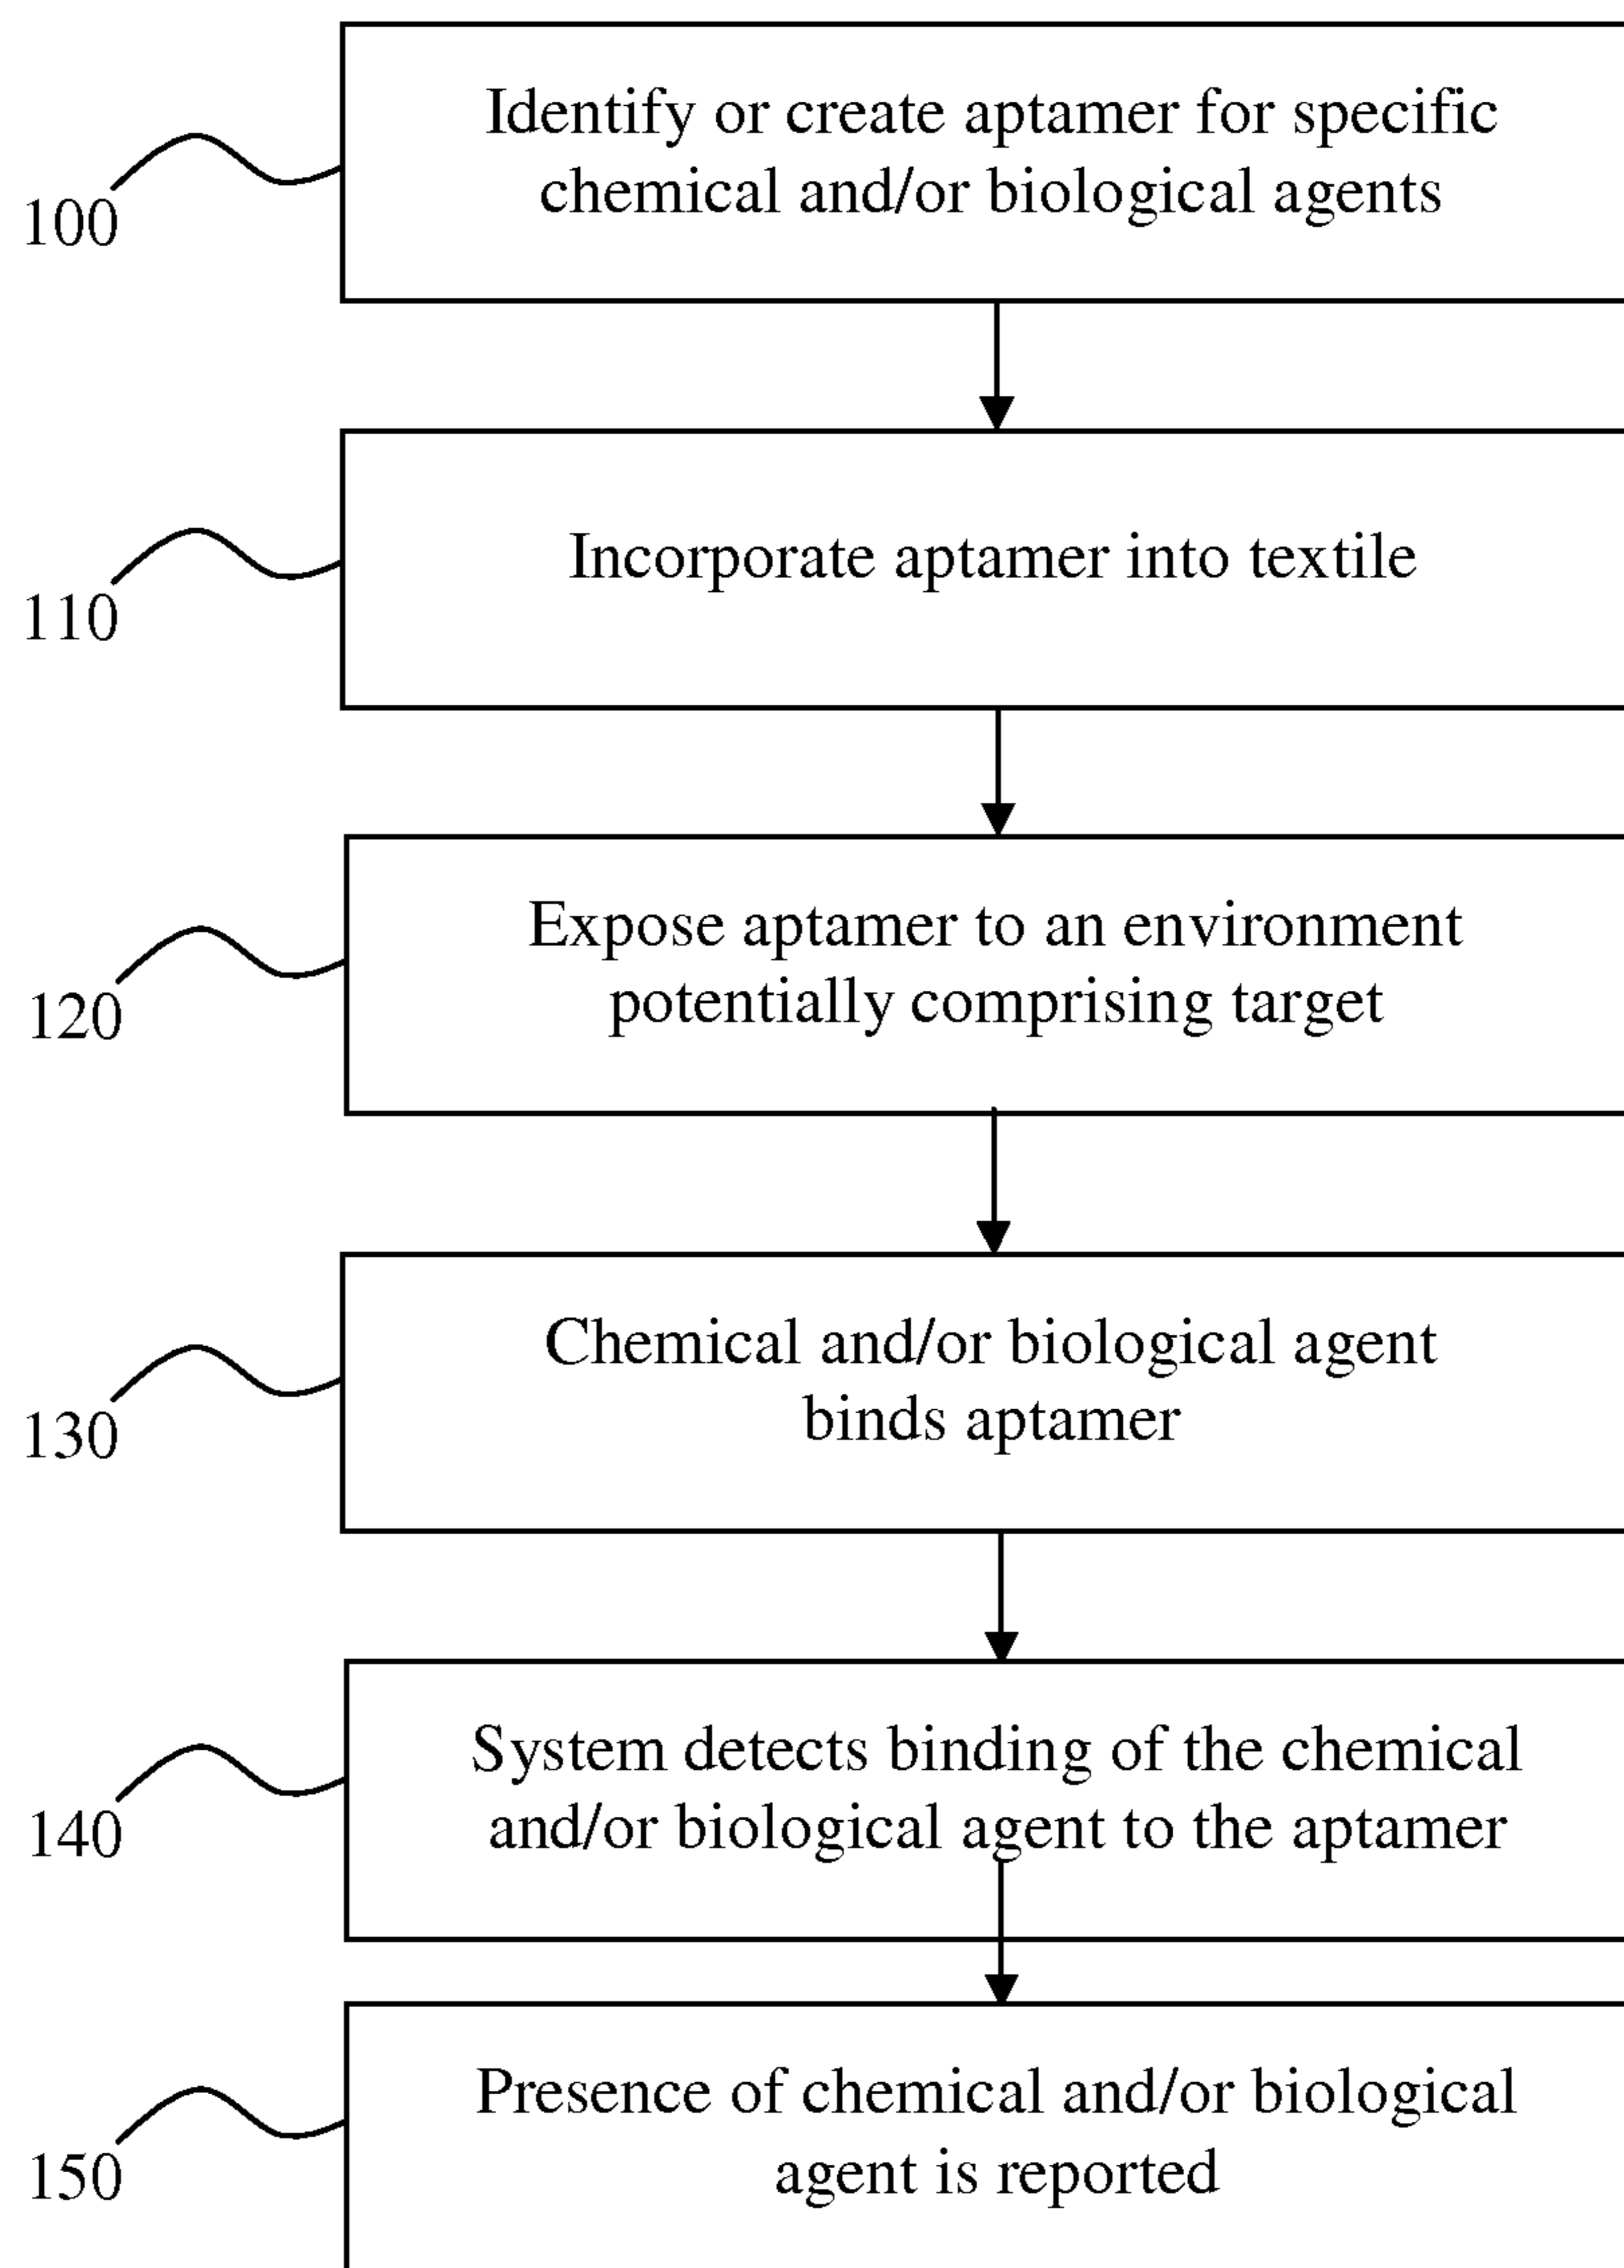 Identify or create aptamer for specific
chemical and/or biological agents
100
Incorporate aptamer into textile
110
Expose aptamer to an environment
potentially comprising target
120
Chemical and/or biological agent
binds aptamer
130
System detects binding of the chemical
and/or biological agent to the aptamer
140
Presence of chemical and/or biological
agent is reported
150